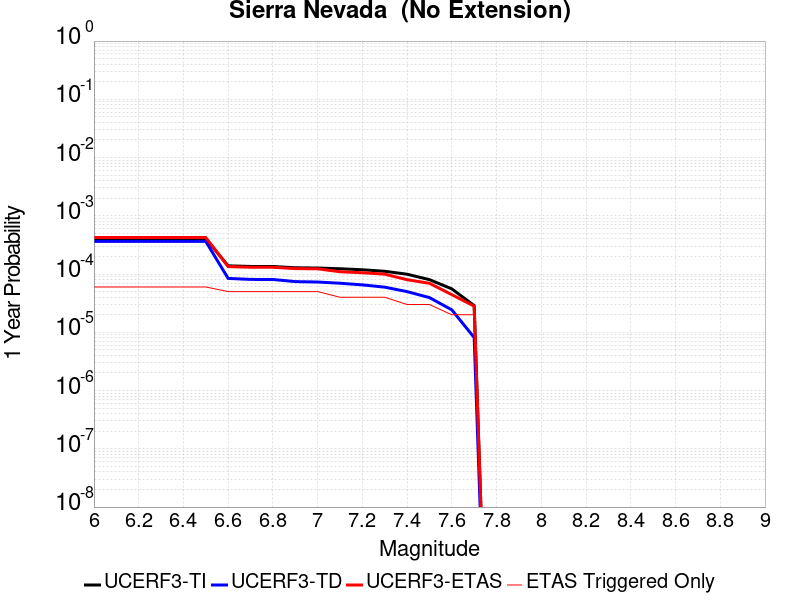 Sierra Nevada  (No Extension)
10^0
10^-1
10^-2
10^-3
10^-4
10^-5
10^-6
10^-7
10^-8
1 Year Probability
6 6.2 6.4 6.6 6.8 7 7.2 7.4 7.6 7.8 8 8.2 8.4 8.6 8.8 9
Magnitude
UCERF3-TI UCERF3-TD UCERF3-ETAS ETAS Triggered Only